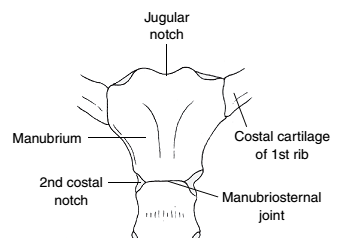 Jugular
notch
Manubrium
Costal cartilage
of 1st rib
2nd costal
notch
Manubriosternal
joint